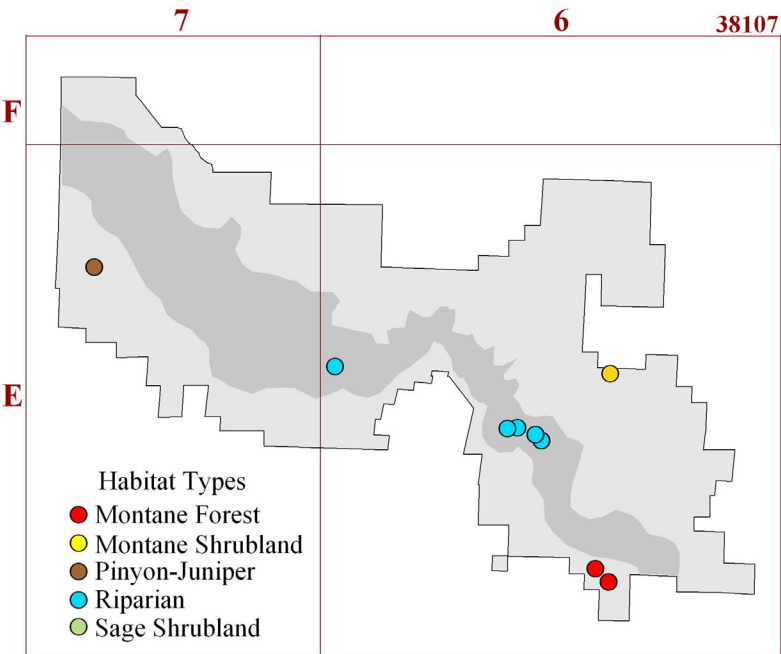 7 6 38107
F
E
Habitat Types
Montane Forest
Montane Shrubland
Pinyon-Juniper
Riparian
Sage Shrubland